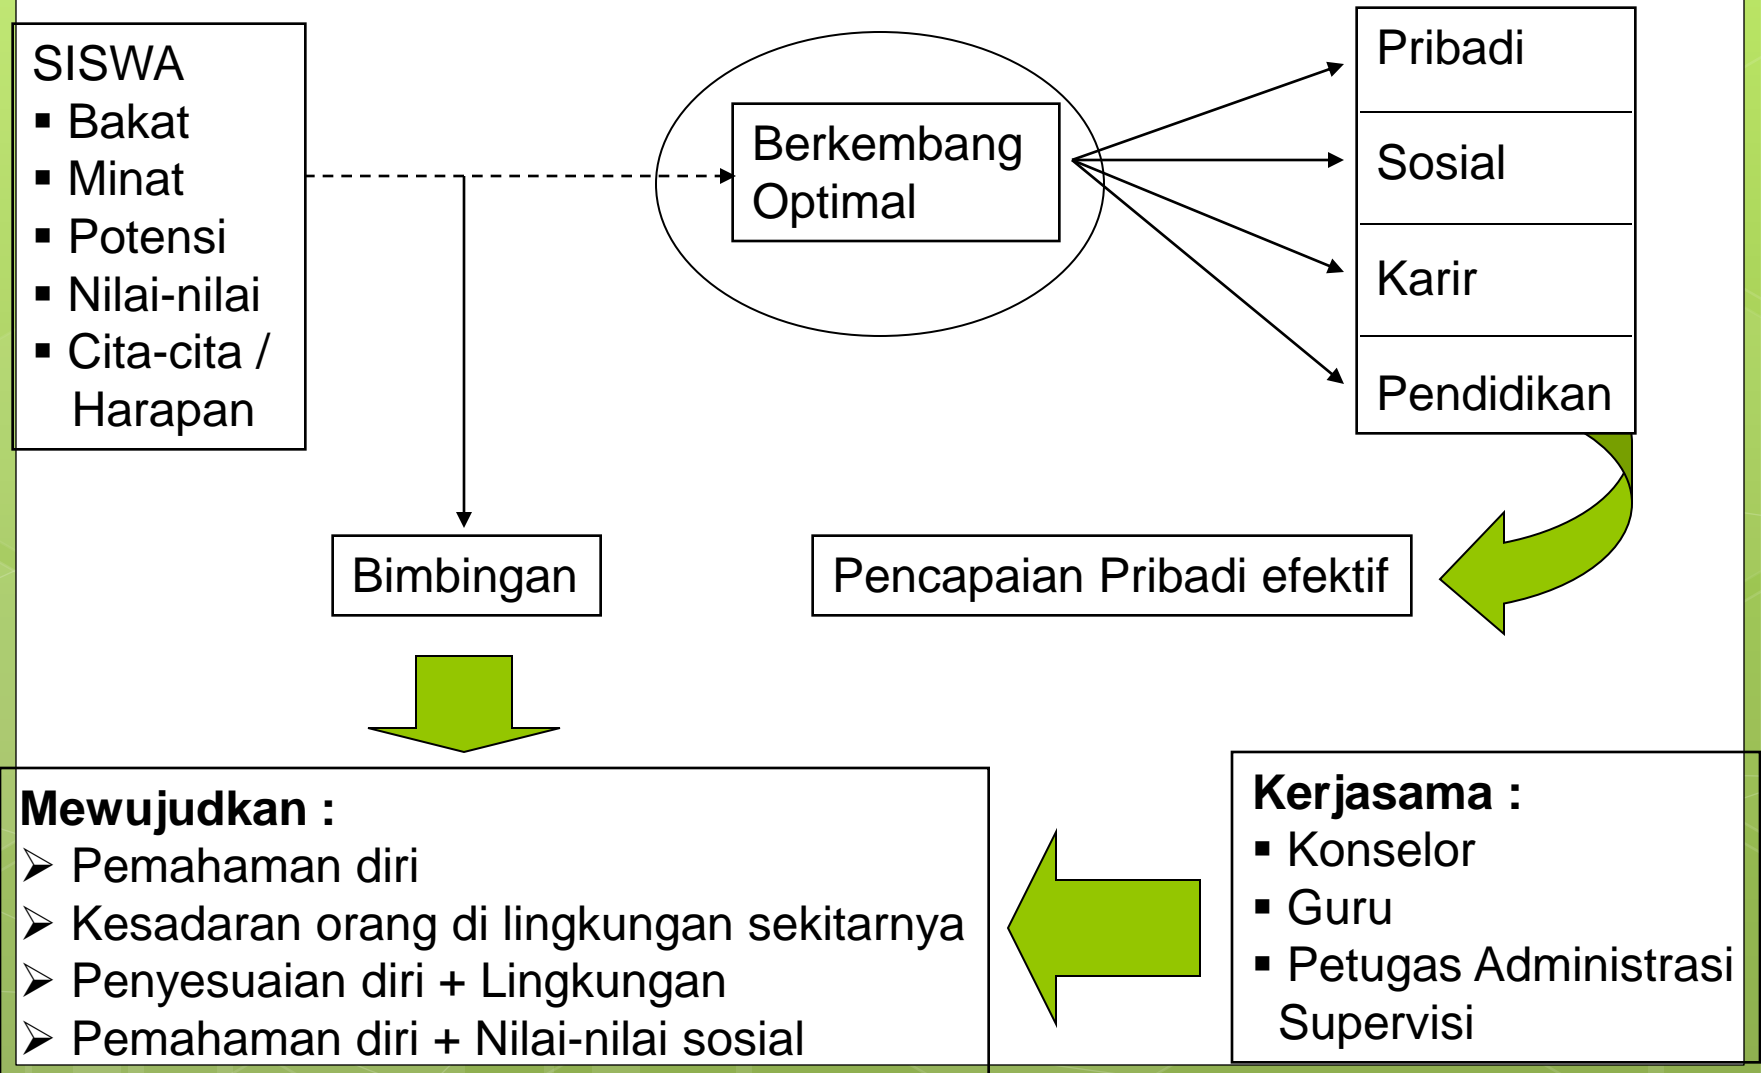 SISWA
▪ Bakat
▪ Minat
▪ Potensi
▪ Nilai-nilai
▪ Cita-cita /
Harapan
Berkembang
Optimal
Pribadi
Sosial
Karir
Pendidikan
Bimbingan
Pencapaian Pribadi efektif
Mewujudkan :
➢ Pemahaman diri
➢ Kesadaran orang di lingkungan sekitarnya
➢ Penyesuaian diri + Lingkungan
➢ Pemahaman diri + Nilai-nilai sosial
Kerjasama :
▪ Konselor
▪ Guru
▪ Petugas Administrasi
Supervisi